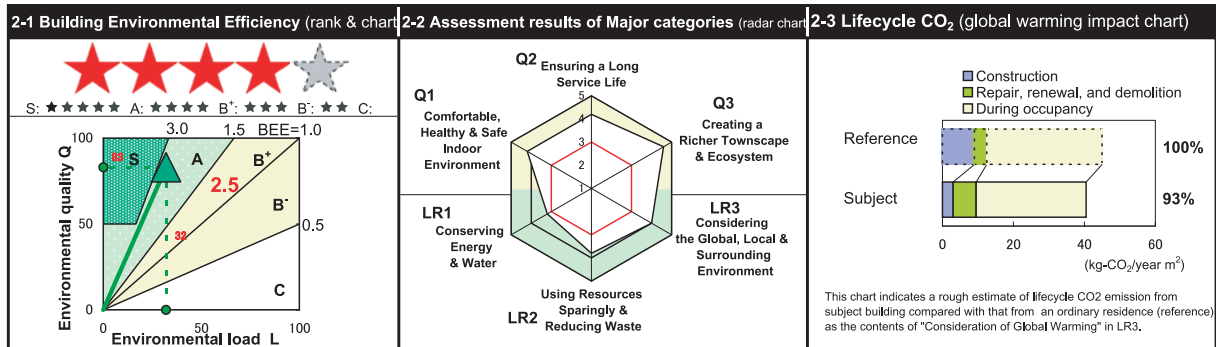 2-1 Building Environmental Efficiency (rank & chart
S: ★★★★★ A: ★★★★ B+: ★★★ B-: ★★ C:
3.0 1.5 BEE=1.0
100
83
S
A
B+
2.5
B-
50
0.5
32
C
0
0 50 100
Environmental quality Q
Environmental load L
2-2 Assessment results of Major categories (radar chart
Q2
Ensuring a Long
Service Life
Q1
Comfortable,
Healthy & Safe
Indoor
Environment
Q3
Creating a
Richer Townscape
& Ecosystem
5
4
3
2
1
LR1
Conserving
Energy
& Water
LR3
Considering
the Global, Local &
Surrounding
Environment
LR2
Using Resources
Sparingly &
Reducing Waste
2-3 Lifecycle CO2 (global warming impact chart)
Construction
Repair, renewal, and demolition
During occupancy
Reference 100%
Subject 93%
0 20 40 60
(kg-CO2/year m2)
This chart indicates a rough estimate of lifecycle CO2 emission from
subject building compared with that from an ordinary residence (reference)
as the contents of "Consideration of Global Warming" in LR3.